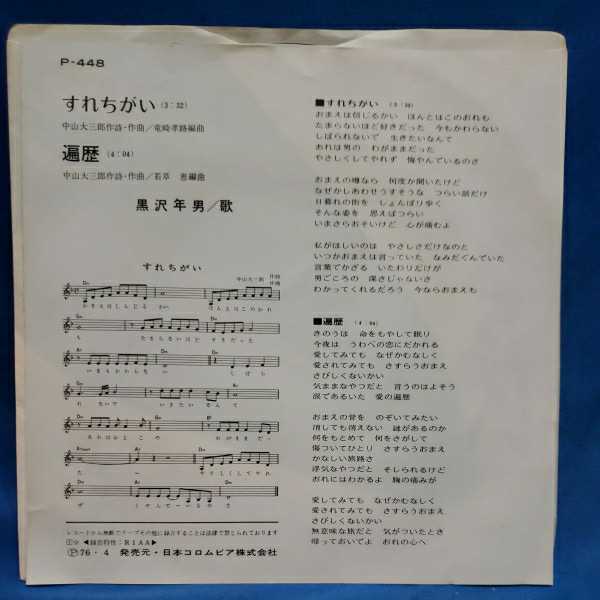 P-448
すれちがい(3:32)
中山大三郎作詩・作曲/竜崎孝路編曲
遍歴(4:04)
中山大三郎作詩・作曲/若草 恵編曲
黒沢年男/歌
すれちがい
中山大三郎 作詩
作曲
レコードから無断でテープその他に録音することは法律で禁じられております
◀録音特性:RIAA▶
Ⓟ76・4 発売元・日本コロムビア株式会社
■すれちがい (3:32)
おまえは信じるかい ほんとはこのおれも
たまらないほど好きだった 今もかわらない
しばられないで 生きたいなんて
あれは男の わがままだった
やさしくしてやれず 悔やんでいるのさ
おまえの噂なら 何度か聞いたけど
なぜかしあわせうすそうな つらい話だけ
日暮れの街を しょんぼり歩く
そんな姿を 思えばつらい
いまさらおそいけど 心が痛むよ
私がほしいのは やさしさだけなのと
いつかおまえは言っていた なみだぐんでいた
言葉でかざる いたわりだけが
男ごころの 深さじゃないさ
わかってくれるだろう 今ならおまえも
■遍歴 (4:04)
きのうは 命をもやして眠り
今夜は うわべの恋にだかれる
愛してみても なぜかむなしく
愛されてみても さすらうおまえ
さびしくないかい
気ままなやつだと 言うのはよそう
涙であるいた 愛の遍歴
おまえの背を のぞいてみたい
消しても消えない 謎があるのか
何をもとめて 何をさがして
傷ついてひとり さすらうおまえ
かなしい旅路さ
浮気なやつだと そしられるけど
おれにはわかるよ 胸の痛みが
愛してみても なぜかむなしく
愛されてみても さすらうおまえ
さびしくないかい
無意味な旅だと 気がついたとき
帰っておいでよ おれの心へ